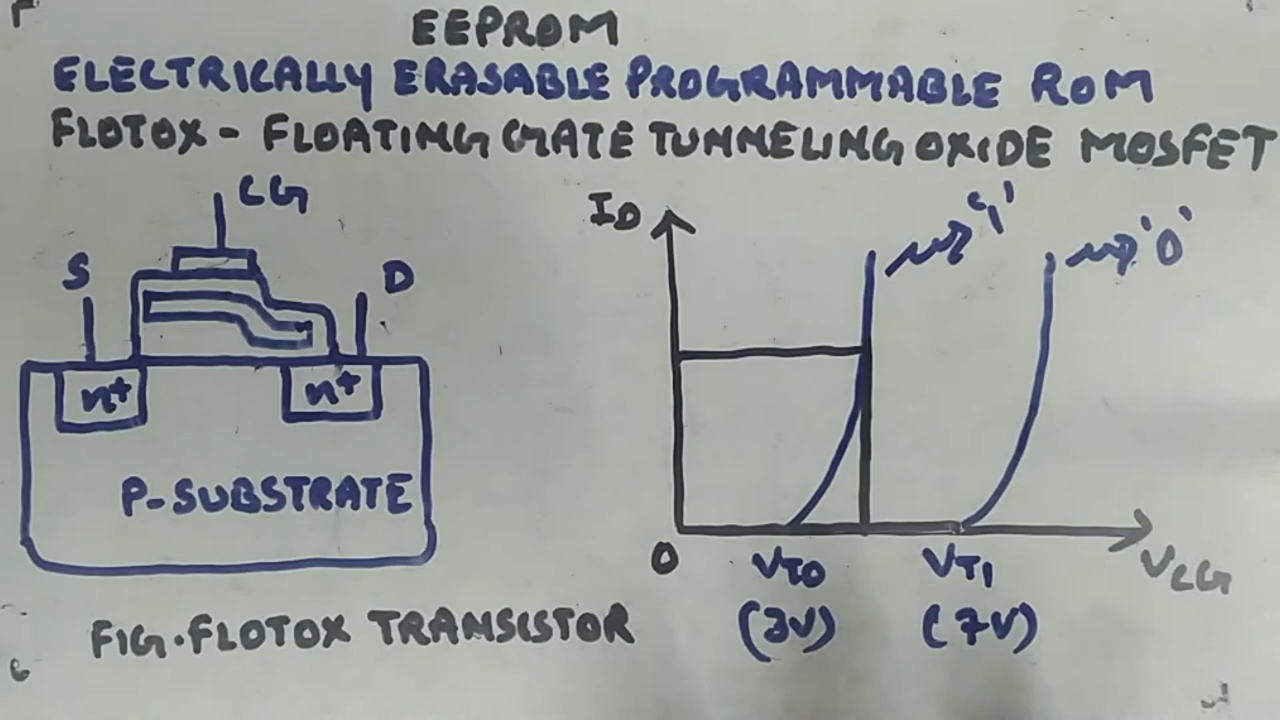 EEPROM
ELECTRICALLY ERASABLE PROGRAMMABLE ROM
FLOTOX - FLOATING GATE TUNNELING OXIDE MOSFET
CG
S
D
n+
n+
P-SUBSTRATE
FIG. FLOTOX TRANSISTOR
ID
'1'
'0'
0
VT0
VT1
VCG
(3V)
(7V)